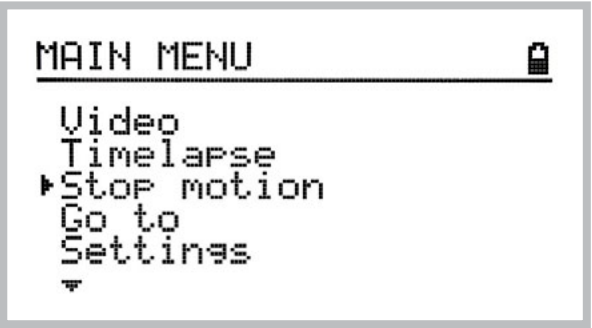 MAIN MENU
Video
Timelapse
Stop motion
Go to
Settings